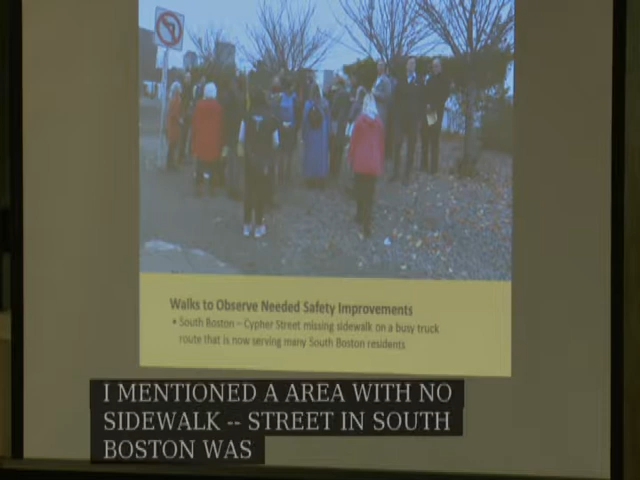 Walks to Observe Needed Safety Improvements
• South Boston – Cypher Street missing sidewalk on a busy truck
route that is now serving many South Boston residents
I MENTIONED A AREA WITH NO
SIDEWALK -- STREET IN SOUTH
BOSTON WAS